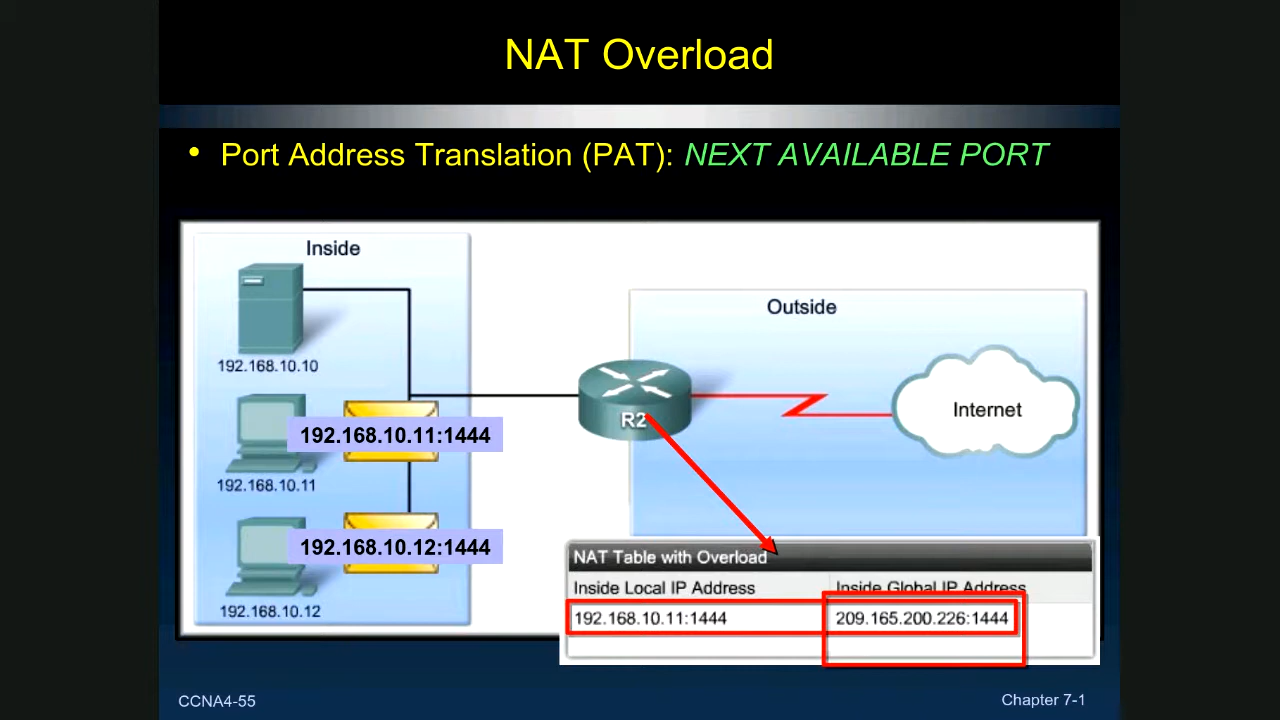 NAT Overload
• Port Address Translation (PAT): NEXT AVAILABLE PORT
Inside
Outside
192.168.10.10
R2
Internet
192.168.10.11:1444
192.168.10.11
192.168.10.12:1444
192.168.10.12
NAT Table with Overload
Inside Local IP Address Inside Global IP Address
192.168.10.11:1444 209.165.200.226:1444
CCNA4-55 Chapter 7-1